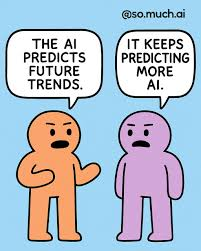 @so.much.ai
THE AI
PREDICTS
FUTURE
TRENDS.
IT KEEPS
PREDICTING
MORE
AI.